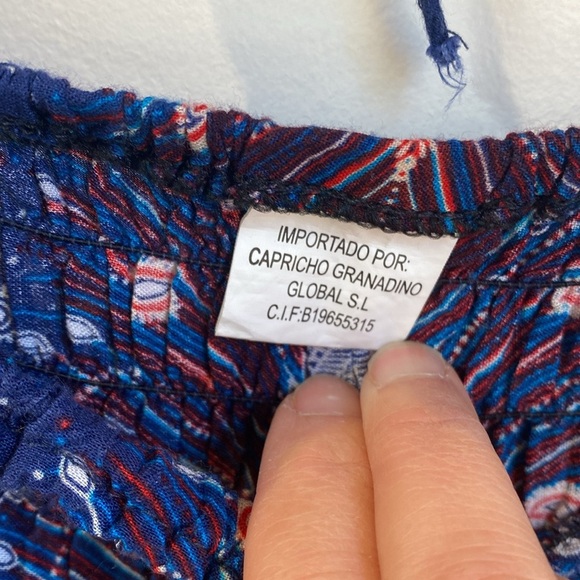 IMPORTADO POR:
CAPRICHO GRANADINO
GLOBAL S.L
C.I.F:B19655315